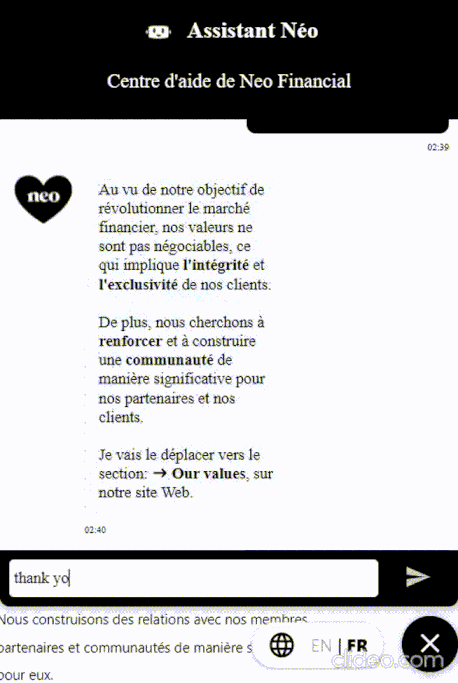 Assistant Néo
Centre d'aide de Neo Financial
02:39
neo
Au vu de notre objectif de
révolutionner le marché
financier, nos valeurs ne
sont pas négociables, ce
qui implique l'intégrité et
l'exclusivité de nos clients.
De plus, nous cherchons à
renforcer et à construire
une communauté de
manière significative pour
nos partenaires et nos
clients.
Je vais le déplacer vers le
section: → Our values, sur
notre site Web.
02:40
thank yo
Nous construisons des relations avec nos membres
partenaires et communautés de manière s
pour eux.
EN | FR
clideo.com